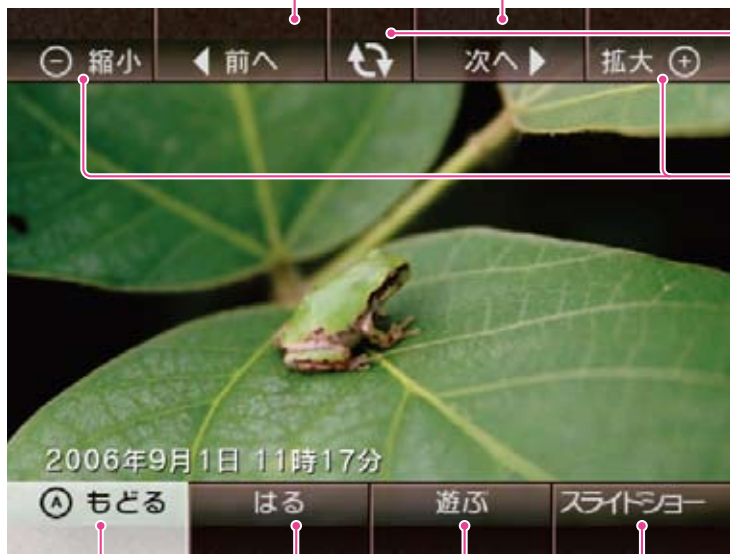 ⊖ 縮小 ◀ 前へ 次へ ▶ 拡大 ⊕
2006年9月1日 11時17分
Ⓐ もどる はる 遊ぶ スライドショー